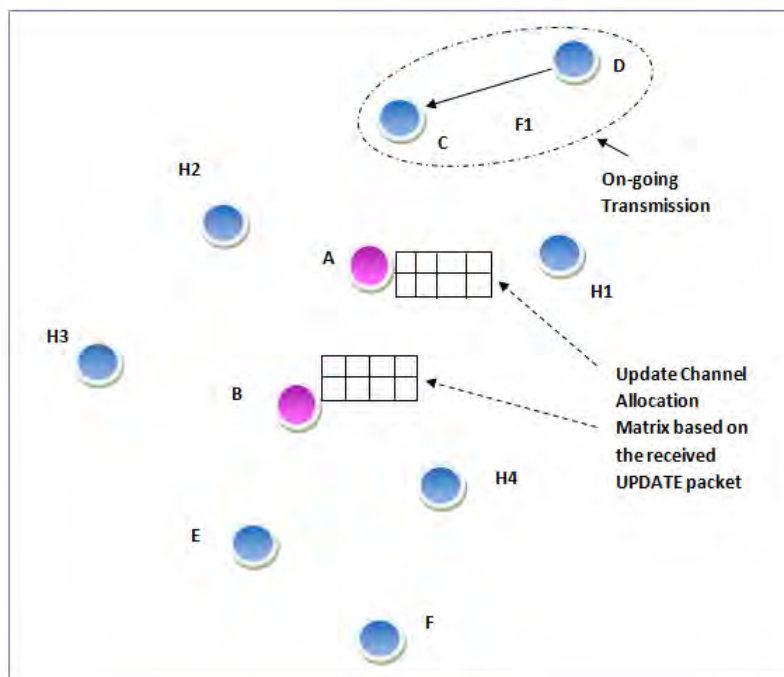 D
C
F1
H2
On-going
Transmission
A
H1
H3
B
Update Channel
Allocation
Matrix based on
the received
UPDATE packet
H4
E
F